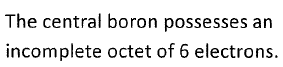 The central boron possesses an
incomplete octet of 6 electrons.